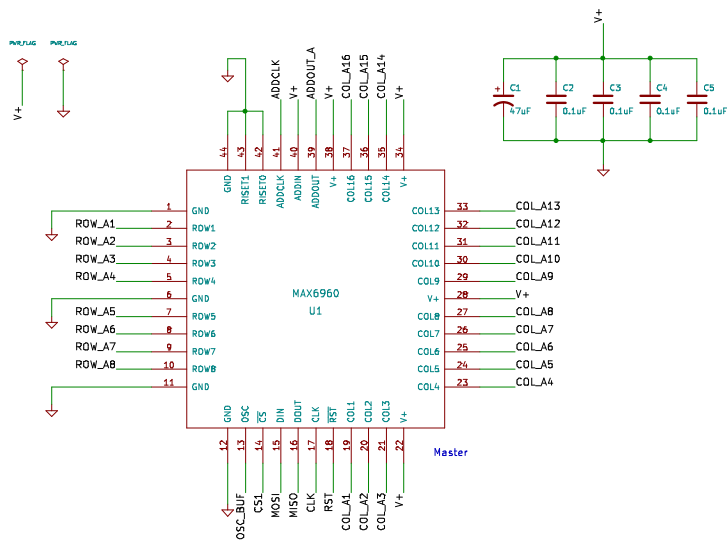 PWR_FLAG
PWR_FLAG
V+
V+
C1
47uF
C2
0.1uF
C3
0.1uF
C4
0.1uF
C5
0.1uF
ADDCLK
V+
ADDOUT_A
V+
COL_A16
COL_A15
COL_A14
V+
44
43
42
41
40
39
38
37
36
35
34
GND
RISET1
RISET0
ADDCLK
ADDIN
ADDOUT
V+
COL16
COL15
COL14
V+
1 GND
ROW_A1 2 ROW1
ROW_A2 3 ROW2
ROW_A3 4 ROW3
ROW_A4 5 ROW4
6 GND
ROW_A5 7 ROW5
ROW_A6 8 ROW6
ROW_A7 9 ROW7
ROW_A8 10 ROW8
11 GND
MAX6960
U1
COL13 33 COL_A13
COL12 32 COL_A12
COL11 31 COL_A11
COL10 30 COL_A10
COL9 29 COL_A9
V+ 28 V+
COL8 27 COL_A8
COL7 26 COL_A7
COL6 25 COL_A6
COL5 24 COL_A5
COL4 23 COL_A4
GND
OSC
CS
DIN
DOUT
CLK
RST
COL1
COL2
COL3
V+
12
13
14
15
16
17
18
19
20
21
22
OSC_BUF
CS1
MOSI
MISO
CLK
RST
COL_A1
COL_A2
COL_A3
V+
Master